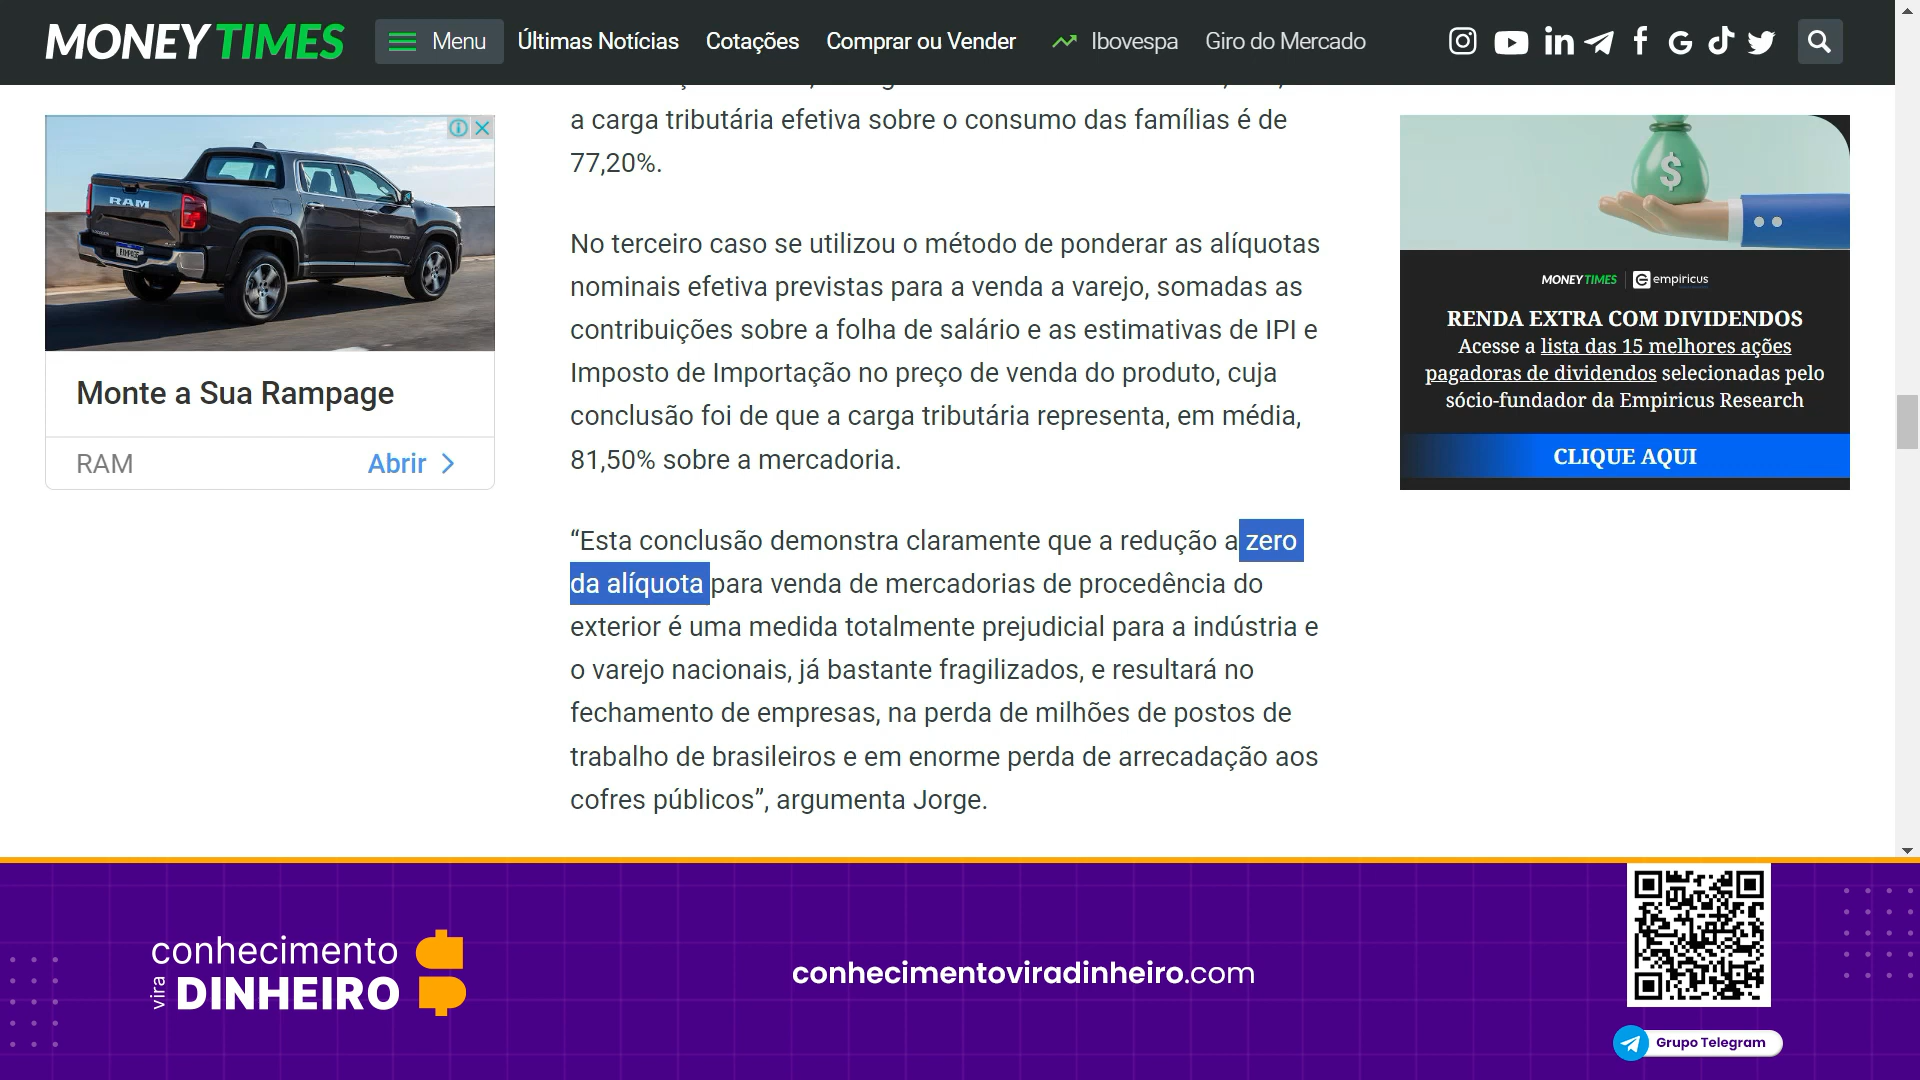 MONEY TIMES
Menu
Últimas Notícias
Cotações
Comprar ou Vender
Ibovespa
Giro do Mercado
a carga tributária efetiva sobre o consumo das famílias é de
77,20%.
No terceiro caso se utilizou o método de ponderar as alíquotas
nominais efetiva previstas para a venda a varejo, somadas as
contribuições sobre a folha de salário e as estimativas de IPI e
Imposto de Importação no preço de venda do produto, cuja
conclusão foi de que a carga tributária representa, em média,
81,50% sobre a mercadoria.
“Esta conclusão demonstra claramente que a redução a zero
da alíquota para venda de mercadorias de procedência do
exterior é uma medida totalmente prejudicial para a indústria e
o varejo nacionais, já bastante fragilizados, e resultará no
fechamento de empresas, na perda de milhões de postos de
trabalho de brasileiros e em enorme perda de arrecadação aos
cofres públicos”, argumenta Jorge.
RAM
Monte a Sua Rampage
RAM
Abrir
$
MONEY TIMES
empiricus
RENDA EXTRA COM DIVIDENDOS
Acesse a lista das 15 melhores ações
pagadoras de dividendos selecionadas pelo
sócio-fundador da Empiricus Research
CLIQUE AQUI
conhecimento
vira DINHEIRO
conhecimentoviradinheiro.com
Grupo Telegram